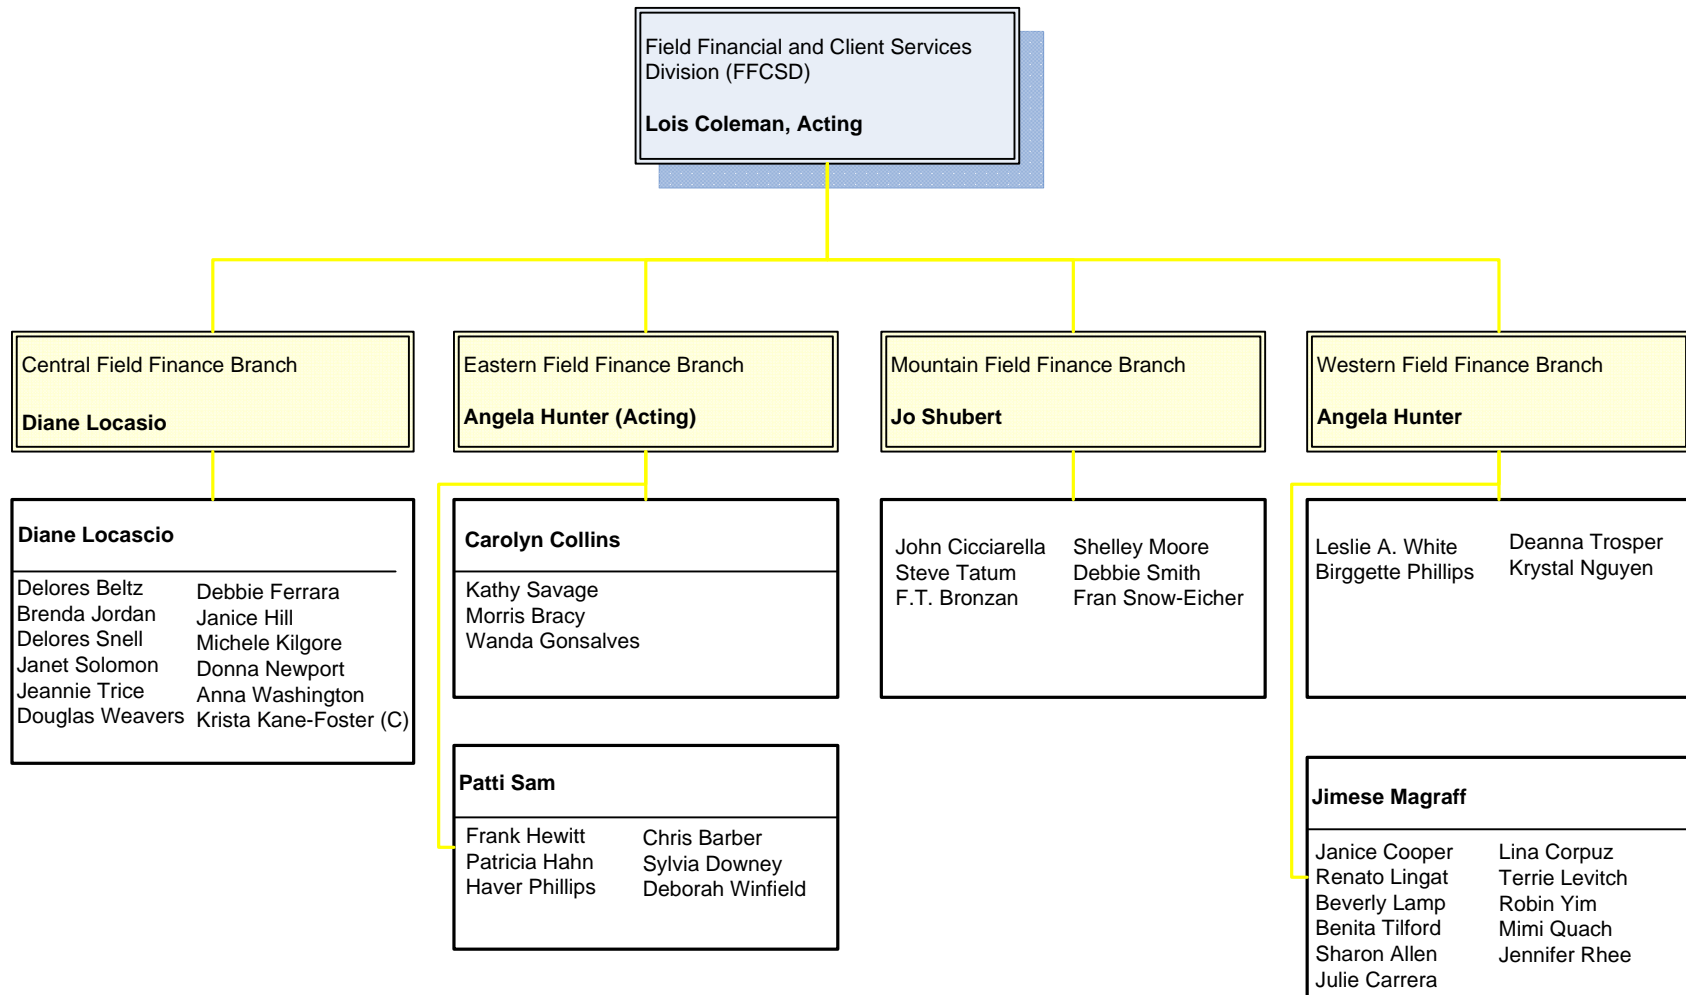 Field Financial and Client Services
Division (FFCSD)
Lois Coleman, Acting
Central Field Finance Branch
Diane Locasio
Eastern Field Finance Branch
Angela Hunter (Acting)
Mountain Field Finance Branch
Jo Shubert
Western Field Finance Branch
Angela Hunter
Diane Locascio
Delores Beltz
Brenda Jordan
Delores Snell
Janet Solomon
Jeannie Trice
Douglas Weavers
Debbie Ferrara
Janice Hill
Michele Kilgore
Donna Newport
Anna Washington
Krista Kane-Foster (C)
Carolyn Collins
Kathy Savage
Morris Bracy
Wanda Gonsalves
Patti Sam
Frank Hewitt
Patricia Hahn
Haver Phillips
Chris Barber
Sylvia Downey
Deborah Winfield
John Cicciarella
Steve Tatum
F.T. Bronzan
Shelley Moore
Debbie Smith
Fran Snow-Eicher
Leslie A. White
Birggette Phillips
Deanna Trosper
Krystal Nguyen
Jimese Magraff
Janice Cooper
Renato Lingat
Beverly Lamp
Benita Tilford
Sharon Allen
Julie Carrera
Lina Corpuz
Terrie Levitch
Robin Yim
Mimi Quach
Jennifer Rhee